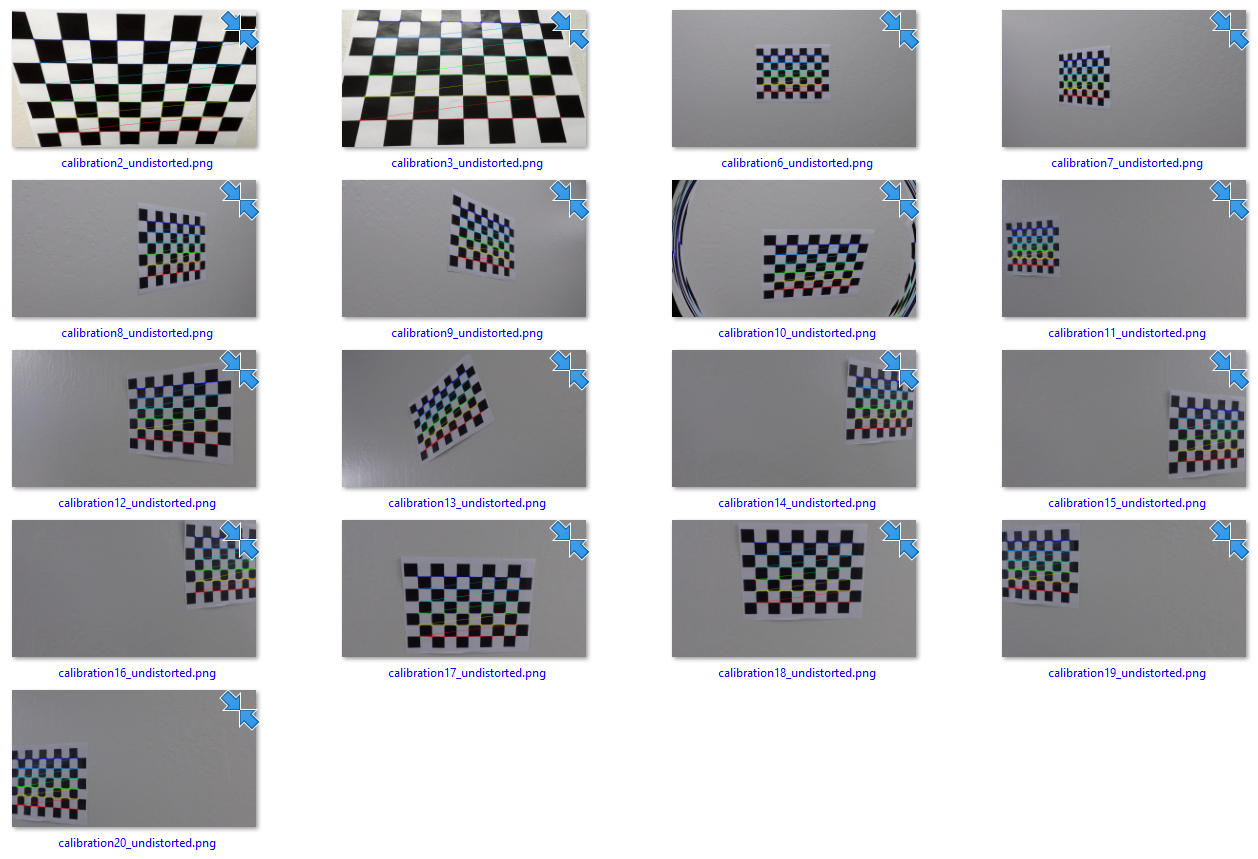 calibration2_undistorted.png
calibration3_undistorted.png
calibration6_undistorted.png
calibration7_undistorted.png
calibration8_undistorted.png
calibration9_undistorted.png
calibration10_undistorted.png
calibration11_undistorted.png
calibration12_undistorted.png
calibration13_undistorted.png
calibration14_undistorted.png
calibration15_undistorted.png
calibration16_undistorted.png
calibration17_undistorted.png
calibration18_undistorted.png
calibration19_undistorted.png
calibration20_undistorted.png